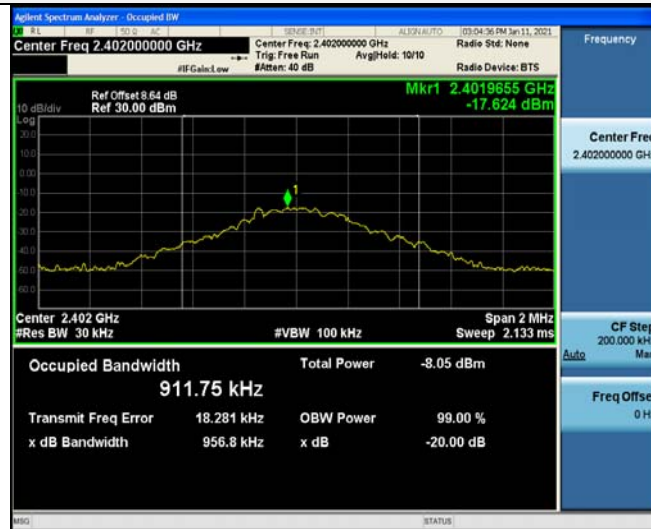 Agilent Spectrum Analyzer - Occupied BW
RL RF 50 Ω AC SENSE:INT ALIGN AUTO 03:04:36 PM Jan 11, 2021
Center Freq 2.402000000 GHz
Center Freq: 2.402000000 GHz
Radio Std: None
Trig: Free Run Avg|Hold: 10/10
#IFGain:Low #Atten: 40 dB Radio Device: BTS
Ref Offset 8.64 dB
Mkr1 2.4019655 GHz
10 dB/div Ref 30.00 dBm
-17.624 dBm
Log
20.0
10.0
0.00
-10.0
-20.0
-30.0
-40.0
-50.0
-60.0
1
Center 2.402 GHz
Span 2 MHz
#Res BW 30 kHz
#VBW 100 kHz
Sweep 2.133 ms
Occupied Bandwidth
Total Power -8.05 dBm
911.75 kHz
Transmit Freq Error 18.281 kHz
OBW Power 99.00 %
x dB Bandwidth 956.8 kHz
x dB -20.00 dB
MSG
STATUS
Frequency
Center Fre
2.402000000 GH
CF Step
200.000 kH
Auto Ma
Freq Offse
0 H